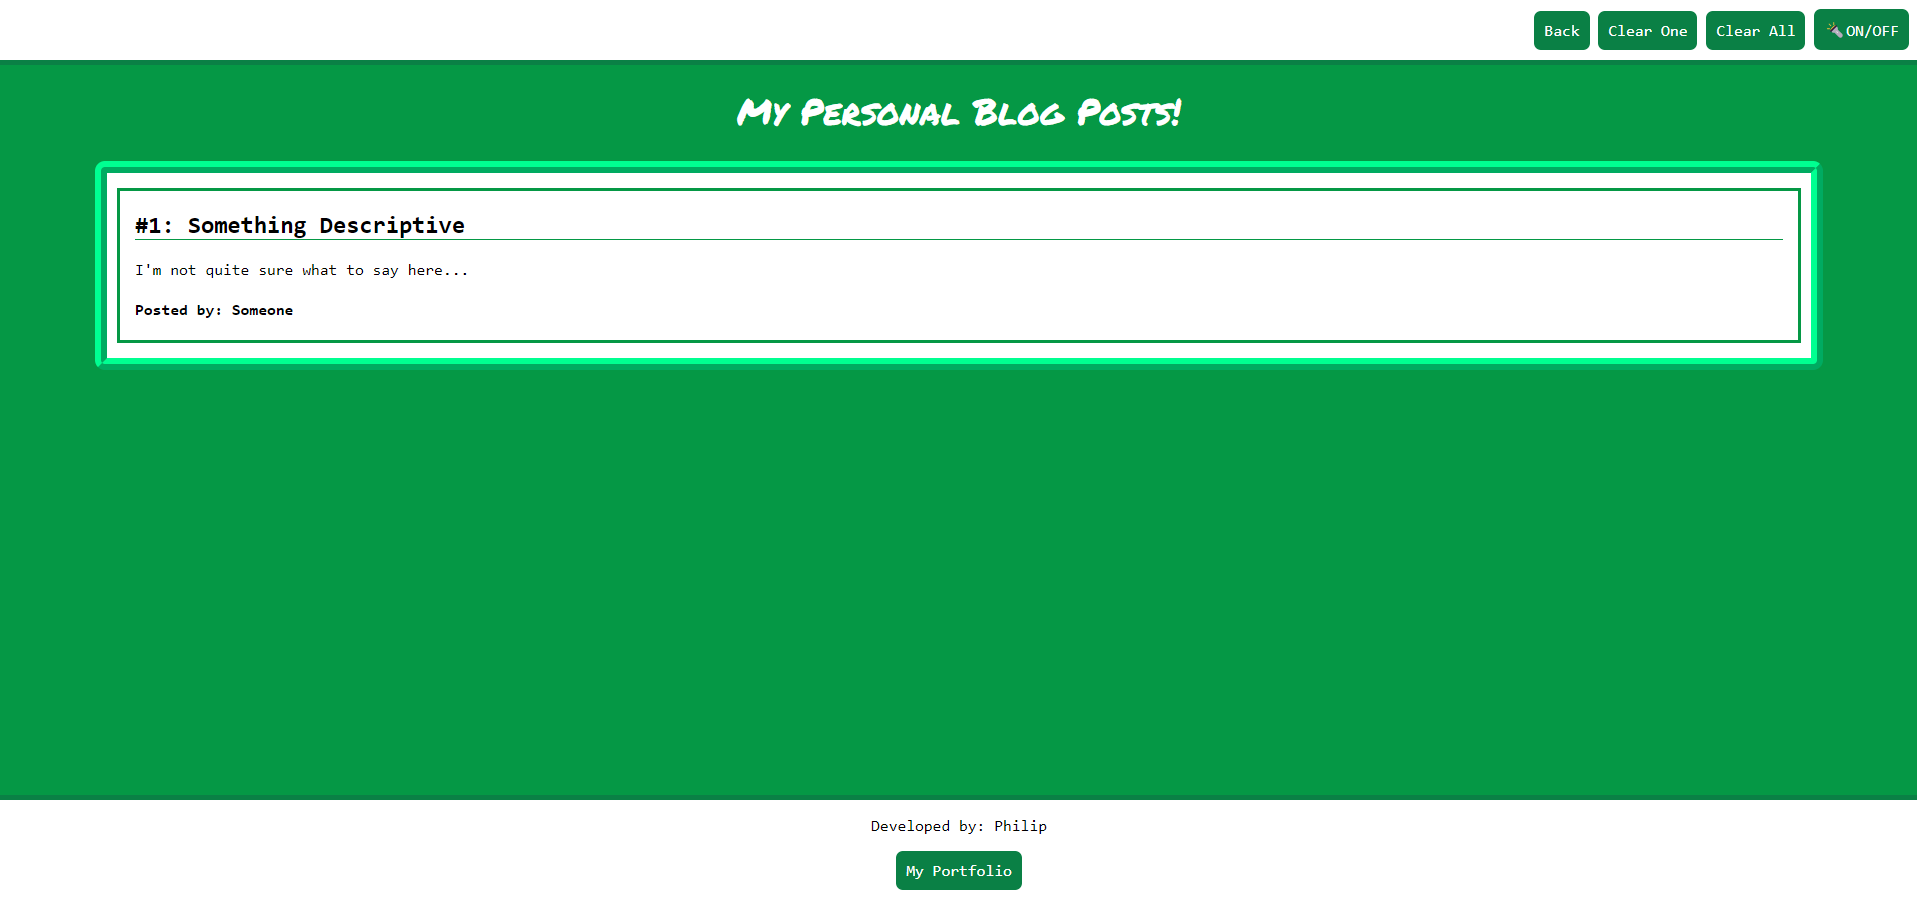 Back Clear One Clear All 🔦ON/OFF
My Personal Blog Posts!
#1: Something Descriptive
I'm not quite sure what to say here...
Posted by: Someone
Developed by: Philip
My Portfolio